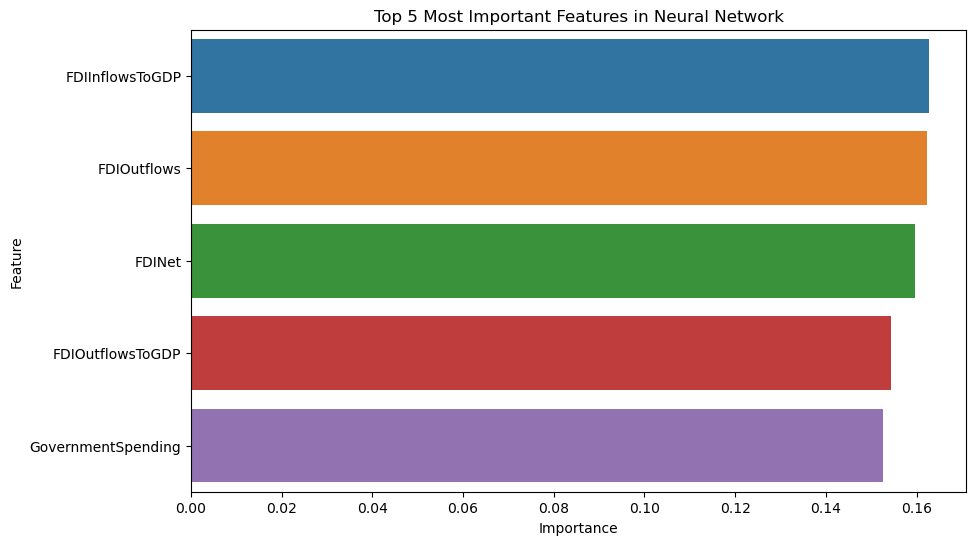 Top 5 Most Important Features in Neural Network
FDIInflowsToGDP
FDIOutflows
FDINet
FDIOutflowsToGDP
GovernmentSpending
Feature
0.00 0.02 0.04 0.06 0.08 0.10 0.12 0.14 0.16
Importance